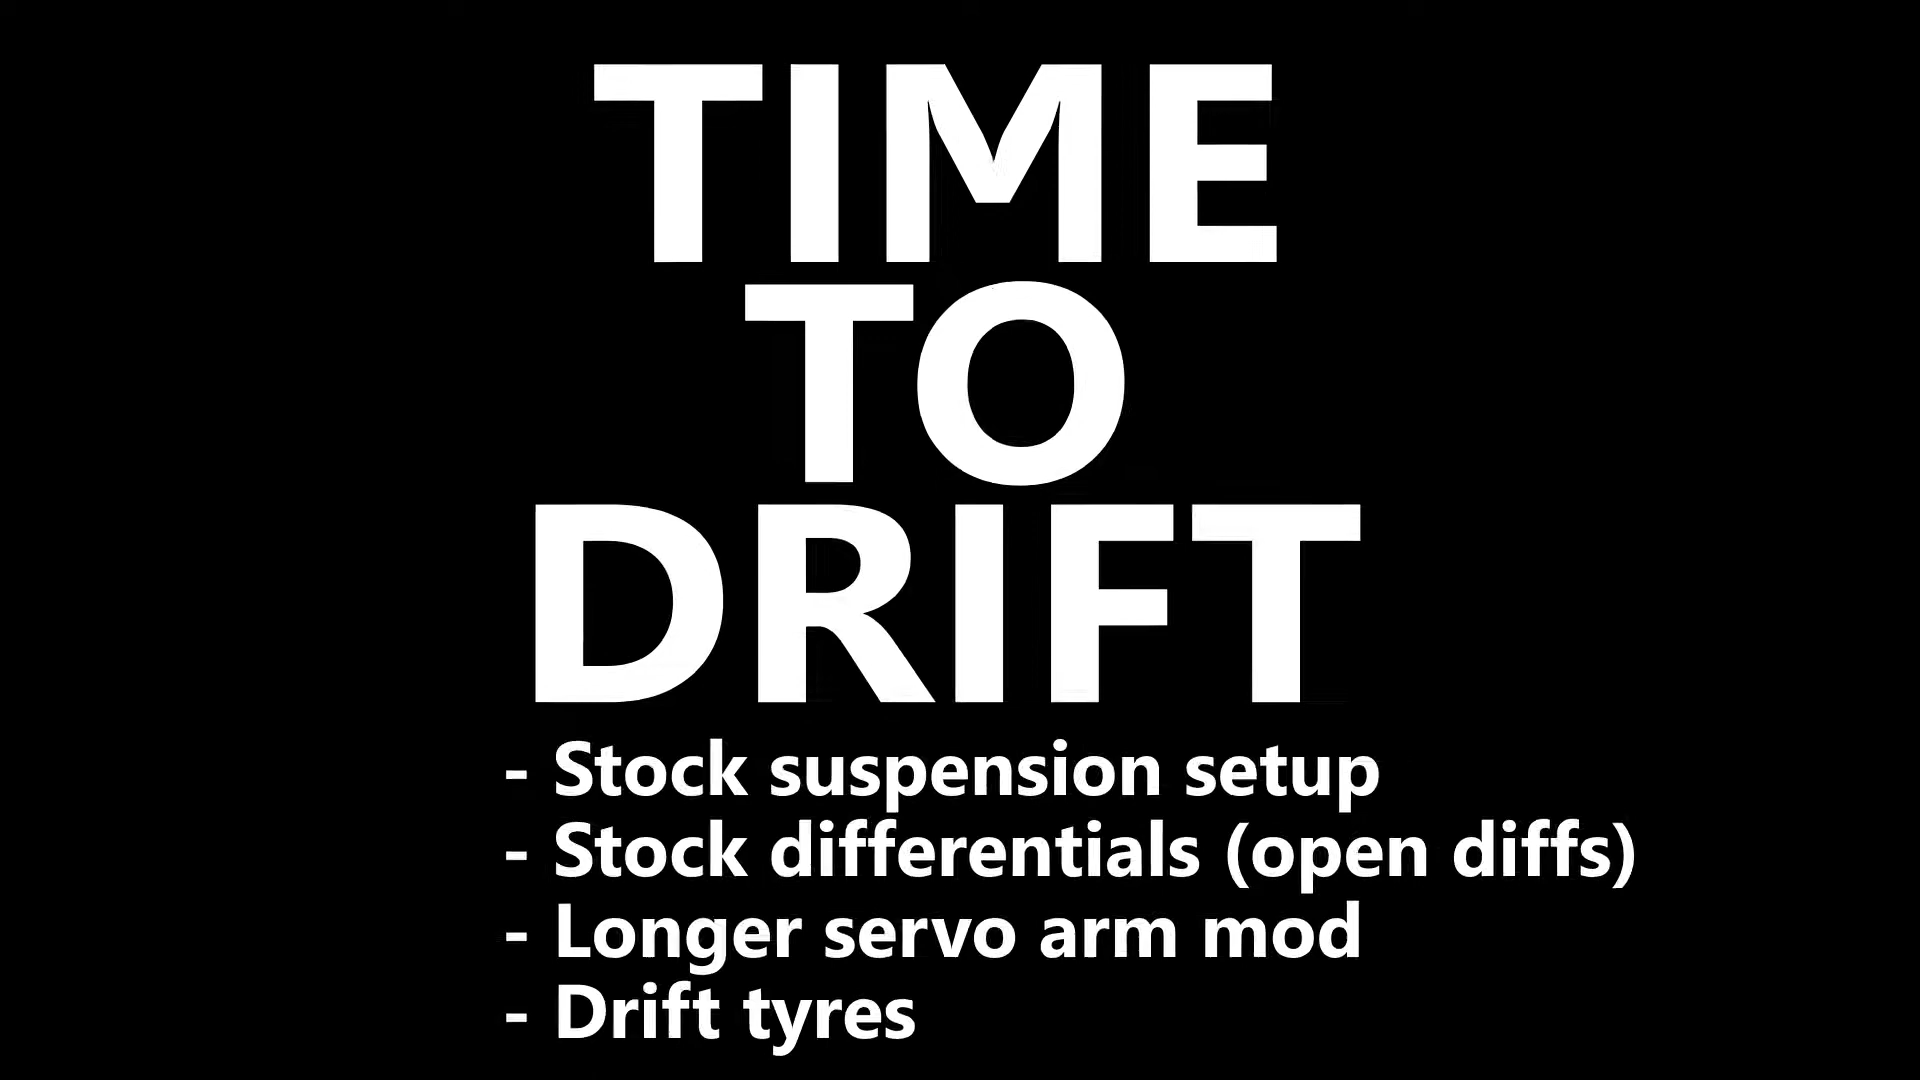 TIME
TO
DRIFT
- Stock suspension setup
- Stock differentials (open diffs)
- Longer servo arm mod
- Drift tyres